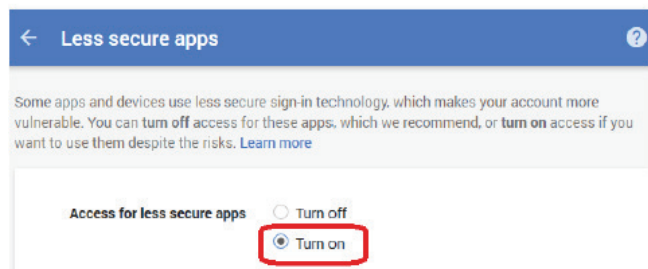 Less secure apps
Some apps and devices use less secure sign-in technology, which makes your account more
vulnerable. You can turn off access for these apps, which we recommend, or turn on access if you
want to use them despite the risks. Learn more
Access for less secure apps Turn off
Turn on